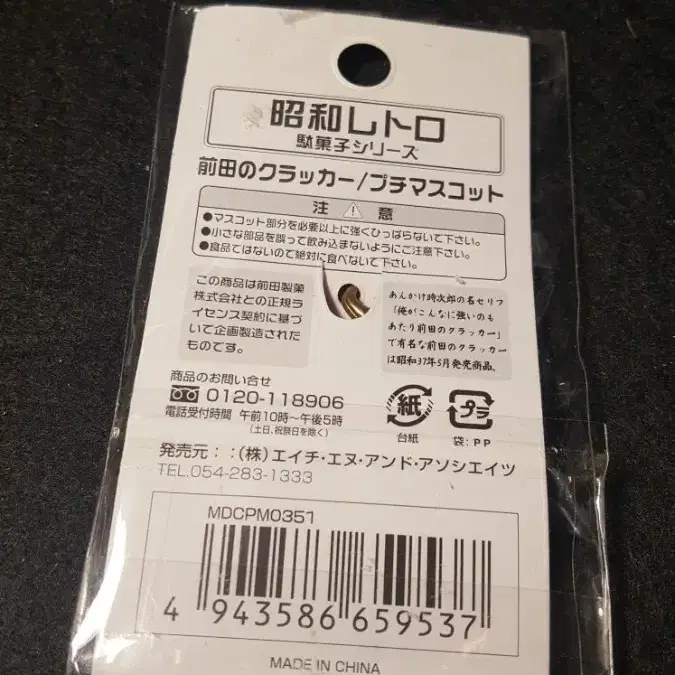 昭和レトロ
駄菓子シリーズ
前田のクラッカー/プチマスコット
注 ⚠ 意
●マスコット部分を必要以上に強くひっぱらないで下さい。
●小さな部品を誤って飲み込まないようにご注意下さい。
●食品ではないので絶対に食べないで下さい。
この商品は前田製菓
株式会社との正規ラ
イセンス契約に基づ
いて企画製造された
ものです。
あんかけ時次郎の名セリフ
「俺がこんなに強いのも
あたり前田のクラッカー」
で有名な前田のクラッカー
は昭和37年5月発売商品。
商品のお問い合せ
0120-118906
電話受付時間 午前10時～午後5時
(土、日、祝祭日を除く)
紙
台紙
プラ
袋:PP
発売元::(株)エイチ・エヌ・アンド・アソシエイツ
TEL.054-283-1333
MDCPM0351
4 943586 659537
MADE IN CHINA